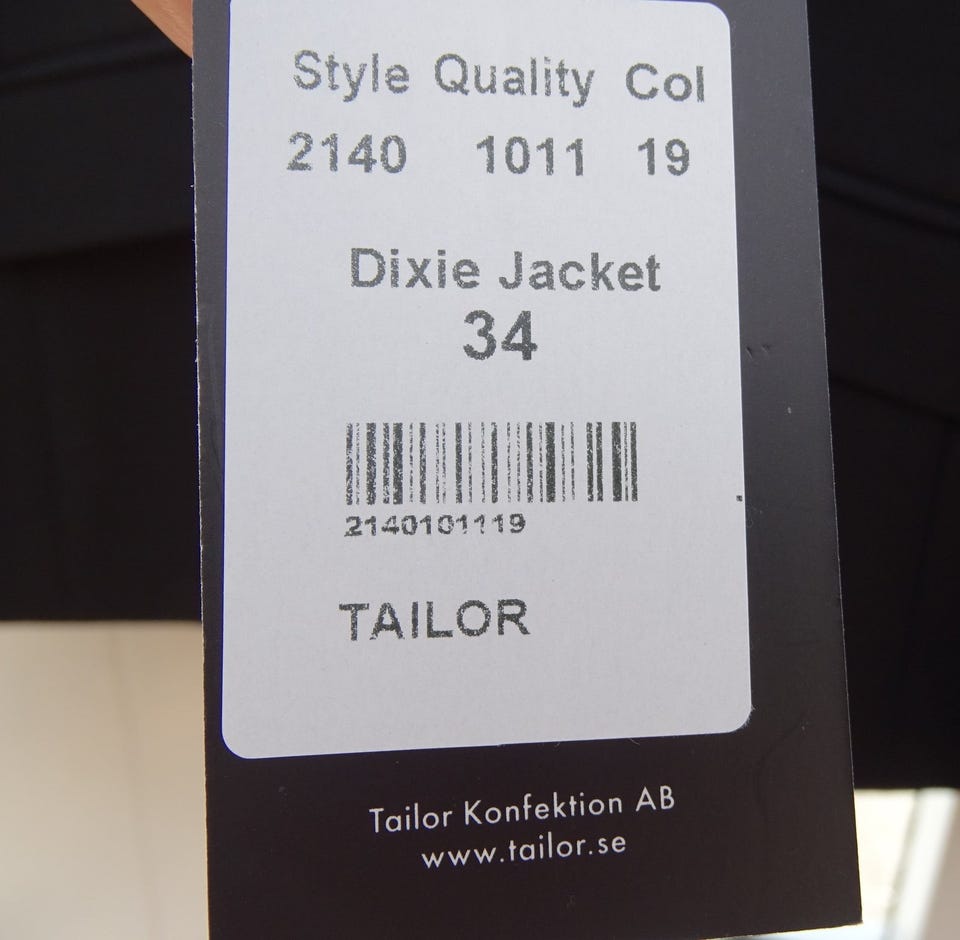 Style Quality Col
2140 1011 19
Dixie Jacket
34
2140101119
TAILOR
Tailor Konfektion AB
www.tailor.se